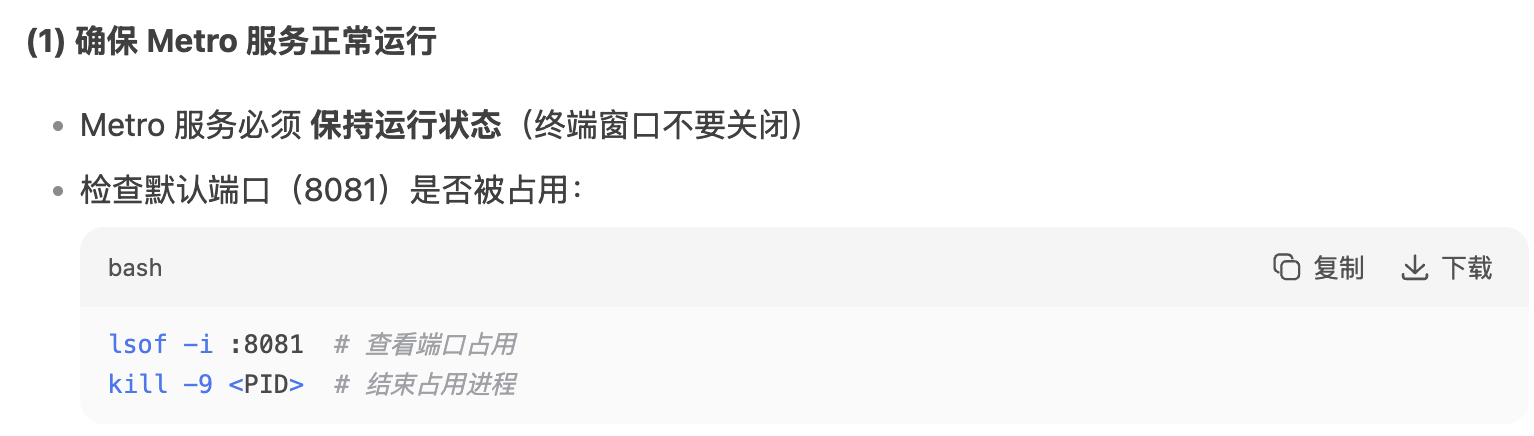 (1) 确保 Metro 服务正常运行
Metro 服务必须 保持运行状态（终端窗口不要关闭）
检查默认端口（8081）是否被占用：
bash
复制
下载
lsof -i :8081  # 查看端口占用
kill -9 <PID>  # 结束占用进程